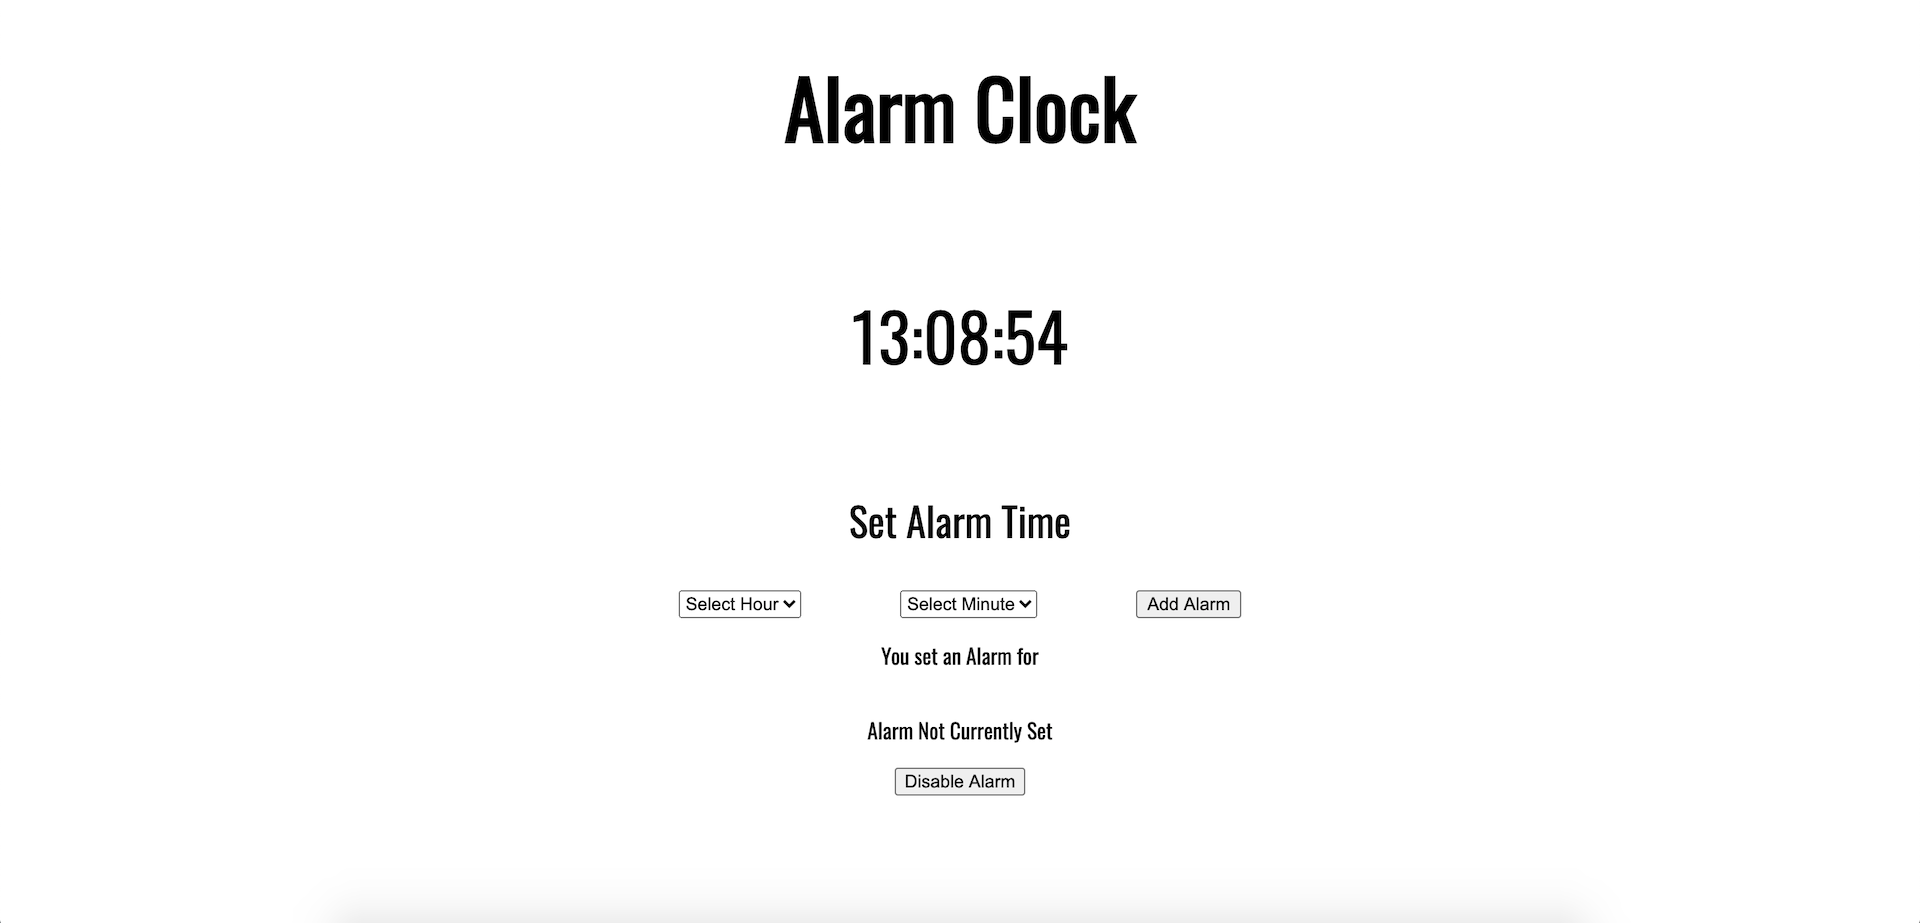 Alarm Clock
13:08:54
Set Alarm Time
Select Hour Select Minute Add Alarm
You set an Alarm for
Alarm Not Currently Set
Disable Alarm